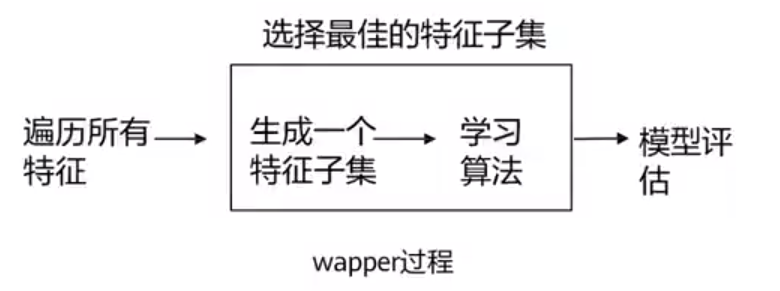 选择最佳的特征子集
遍历所有
特征
生成一个
特征子集
学习
算法
模型评
估
wapper过程